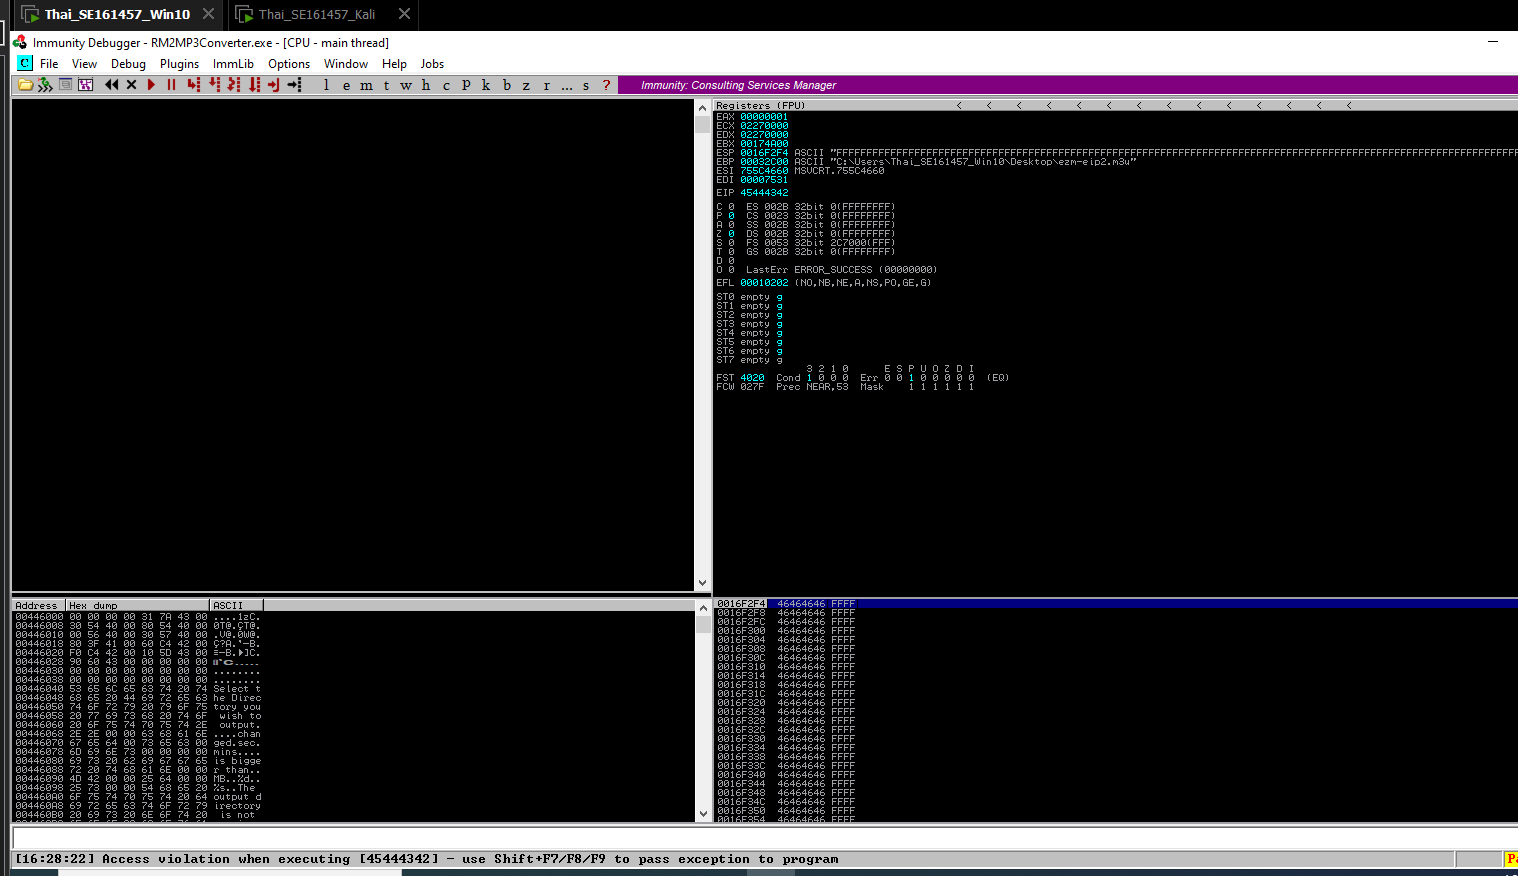 Thai_SE161457_Win10
Thai_SE161457_Kali
Immunity Debugger - RM2MP3Converter.exe - [CPU - main thread]
C File View Debug Plugins ImmLib Options Window Help Jobs
l e m t w h c P k b z r ... s ? Immunity: Consulting Services Manager
Registers (FPU) < < < < < < < < < < < < < <
EAX 00000001
ECX 02270000
EDX 02270000
EBX 00174A00
ESP 0016F2F4 ASCII
EBP 00032C00 ASCII "C:\Users\Thai_SE161457_Win10\Desktop\ezm-eip2.m3u"
ESI 755C4660 MSVCRT.755C4660
EDI 00007531
EIP 45444342
C 0 ES 002B 32bit 0(FFFFFFFF)
P 0 CS 0023 32bit 0(FFFFFFFF)
A 0 SS 002B 32bit 0(FFFFFFFF)
Z 0 DS 002B 32bit 0(FFFFFFFF)
S 0 FS 0053 32bit 2C7000(FFF)
T 0 GS 002B 32bit 0(FFFFFFFF)
D 0
O 0 LastErr ERROR_SUCCESS (00000000)
EFL 00010202 (NO,NB,NE,A,NS,PO,GE,G)
ST0 empty g
ST1 empty g
ST2 empty g
ST3 empty g
ST4 empty g
ST5 empty g
ST6 empty g
ST7 empty g
3 2 1 0 E S P U O Z D I
FST 4020 Cond 1 0 0 0 Err 0 0 1 0 0 0 0 0 (EQ)
FCW 027F Prec NEAR,53 Mask 1 1 1 1 1 1
Address Hex dump ASCII
00446000 00 00 00 00 31 7A 43 00 ....1zC.
00446008 30 54 40 00 80 54 40 00 0T@.ÇT@.
00446010 00 56 40 00 30 57 40 00 .V@.0W@.
00446018 80 3F 41 00 60 C4 42 00 Ç?A.`─B.
00446020 F0 C4 42 00 10 5D 43 00 ≡─B.►]C.
00446028 90 60 43 00 00 00 00 00
00446030 00 00 00 00 00 00 00 00 ........
00446038 00 00 00 00 00 00 00 00 ........
00446040 53 65 6C 65 63 74 20 74 Select t
00446048 68 65 20 44 69 72 65 63 he Direc
00446050 74 6F 72 79 20 79 6F 75 tory you
00446058 20 77 69 73 68 20 74 6F wish to
00446060 20 6F 75 74 70 75 74 2E output.
00446068 2E 2E 00 00 63 68 61 6E ....chan
00446070 67 65 64 00 73 65 63 00 ged.sec.
00446078 6D 69 6E 73 00 00 00 00 mins....
00446080 69 73 20 62 69 67 67 65 is bigge
00446088 72 20 74 68 61 6E 00 00 r than..
00446090 4D 42 00 00 25 64 00 00 MB..%d..
00446098 25 73 00 00 54 68 65 20 %s..The
004460A0 6F 75 74 70 75 74 20 64 output d
004460A8 69 72 65 63 74 6F 72 79 irectory
004460B0 20 69 73 20 6E 6F 74 20 is not
0016F2F4 46464646 FFFF
0016F2F8 46464646 FFFF
0016F2FC 46464646 FFFF
0016F300 46464646 FFFF
0016F304 46464646 FFFF
0016F308 46464646 FFFF
0016F30C 46464646 FFFF
0016F310 46464646 FFFF
0016F314 46464646 FFFF
0016F318 46464646 FFFF
0016F31C 46464646 FFFF
0016F320 46464646 FFFF
0016F324 46464646 FFFF
0016F328 46464646 FFFF
0016F32C 46464646 FFFF
0016F330 46464646 FFFF
0016F334 46464646 FFFF
0016F338 46464646 FFFF
0016F33C 46464646 FFFF
0016F340 46464646 FFFF
0016F344 46464646 FFFF
0016F348 46464646 FFFF
0016F34C 46464646 FFFF
0016F350 46464646 FFFF
0016F354 46464646 FFFF
[16:28:22] Access violation when executing [45444342] - use Shift+F7/F8/F9 to pass exception to program